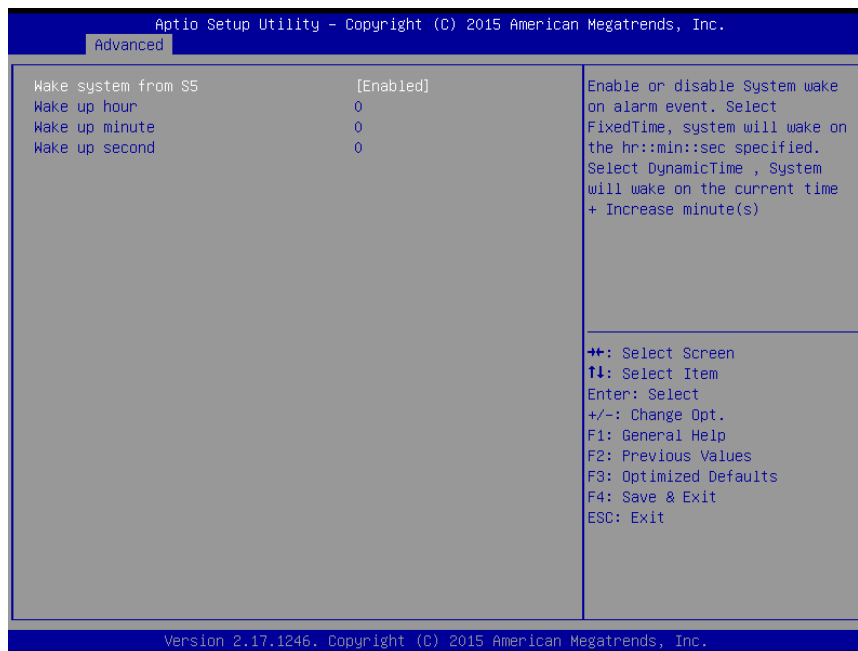 Aptio Setup Utility – Copyright (C) 2015 American Megatrends, Inc.
Advanced
Wake system from S5 [Enabled]
Wake up hour 0
Wake up minute 0
Wake up second 0
Enable or disable System wake
on alarm event. Select
FixedTime, system will wake on
the hr::min::sec specified.
Select DynamicTime , System
will wake on the current time
+ Increase minute(s)
→←: Select Screen
↑↓: Select Item
Enter: Select
+/-: Change Opt.
F1: General Help
F2: Previous Values
F3: Optimized Defaults
F4: Save & Exit
ESC: Exit
Version 2.17.1246. Copyright (C) 2015 American Megatrends, Inc.